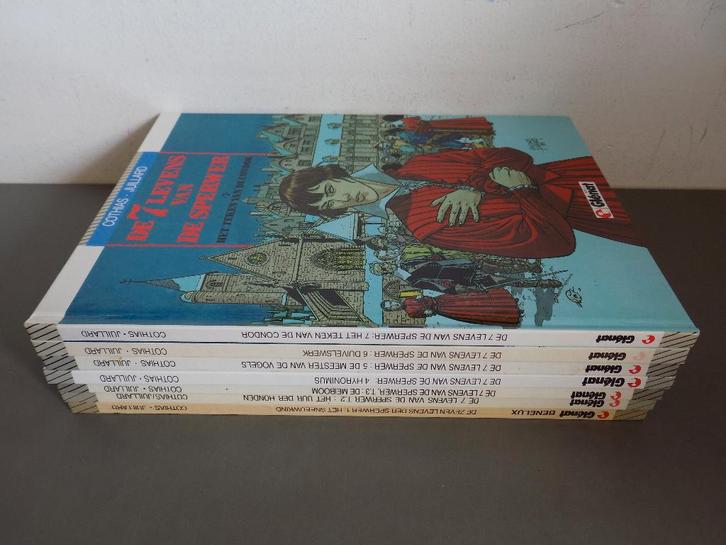 COTHIAS - JUILLARD
DE 7 LEVENS
VAN
DE SPERWER
7
HET TEKEN VAN DE CONDOR
Glénat
COTHIAS - JUILLARD DE 7 LEVENS VAN DE SPERWER: 7 HET TEKEN VAN DE CONDOR Glénat
COTHIAS - JUILLARD DE 7 LEVENS VAN DE SPERWER : 6 DUIVELSWERK Glénat
COTHIAS - JUILLARD DE 7 LEVENS VAN DE SPERWER : 5 DE MEESTER VAN DE VOGELS Glénat
COTHIAS - JUILLARD DE 7 LEVENS VAN DE SPERWER 4 HYRONIMUS Glénat
COTHIAS - JUILLARD DE 7 LEVENS VAN DE SPERWER, T.3 : DE MEIBOOM Glénat
COTHIAS/JUILLARD DE 7 LEVENS VAN DE SPERWER T.2 : HET UUR DER HONDEN Glénat
COTHIAS - JUILLARD DE ZEVEN LEVENS DER SPERWER 1: HET SNEEUWKIND Glénat BENELUX